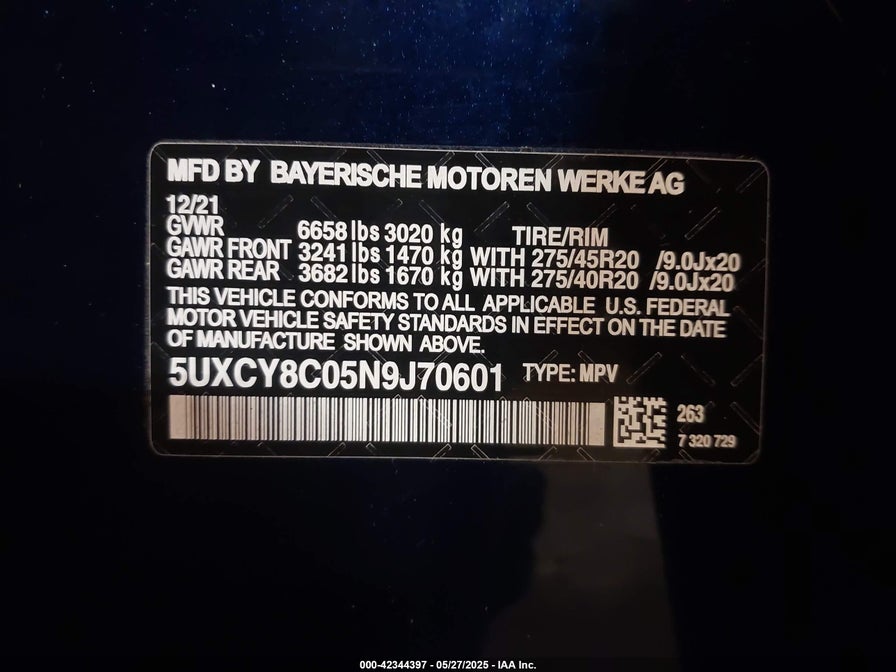 MFD BY BAYERISCHE MOTOREN WERKE AG
12/21
GVWR 6658 lbs 3020 kg TIRE/RIM
GAWR FRONT 3241 lbs 1470 kg WITH 275/45R20 /9.0Jx20
GAWR REAR 3682 lbs 1670 kg WITH 275/40R20 /9.0Jx20
THIS VEHICLE CONFORMS TO ALL APPLICABLE U.S. FEDERAL
MOTOR VEHICLE SAFETY STANDARDS IN EFFECT ON THE DATE
OF MANUFACTURE SHOWN ABOVE.
5UXCY8C05N9J70601 TYPE: MPV
263
7 320 729
000-42344397 - 05/27/2025 - IAA Inc.